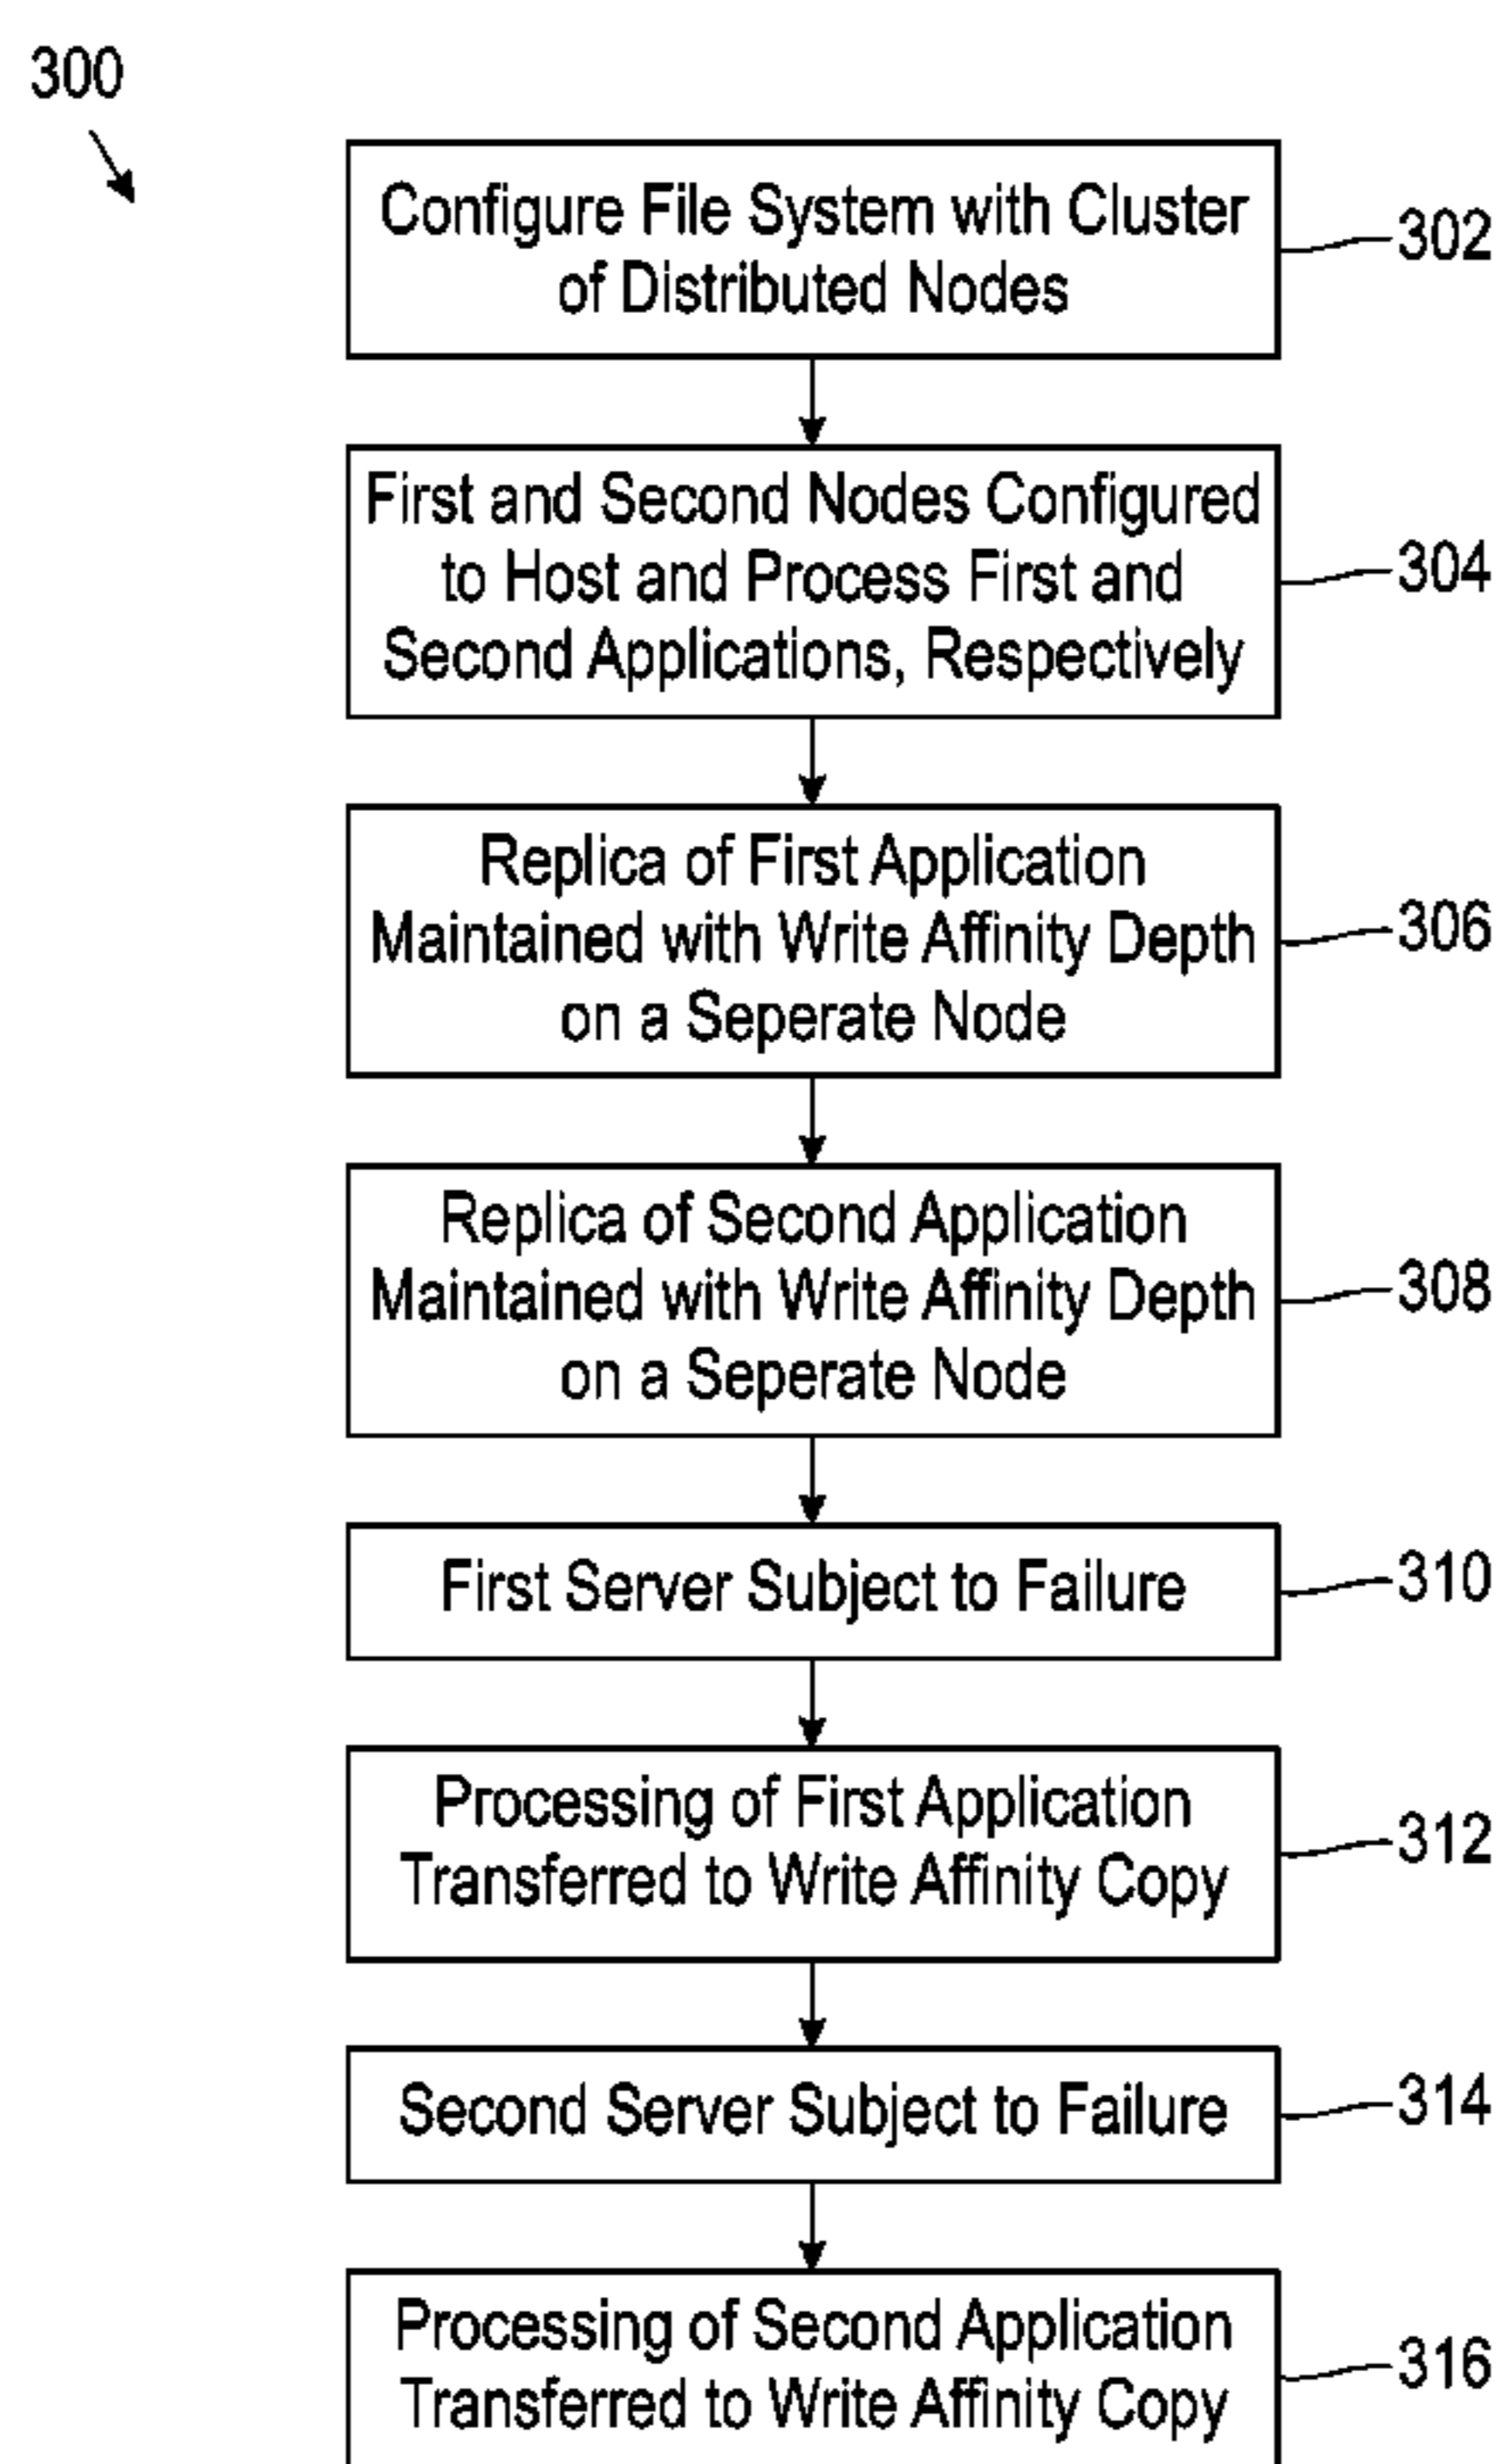 300
Configure File System with Cluster
of Distributed Nodes
302
First and Second Nodes Configured
to Host and Process First and
Second Applications, Respectively
304
Replica of First Application
Maintained with Write Affinity Depth
on a Seperate Node
306
Replica of Second Application
Maintained with Write Affinity Depth
on a Seperate Node
308
First Server Subject to Failure
310
Processing of First Application
Transferred to Write Affinity Copy
312
Second Server Subject to Failure
314
Processing of Second Application
Transferred to Write Affinity Copy
316